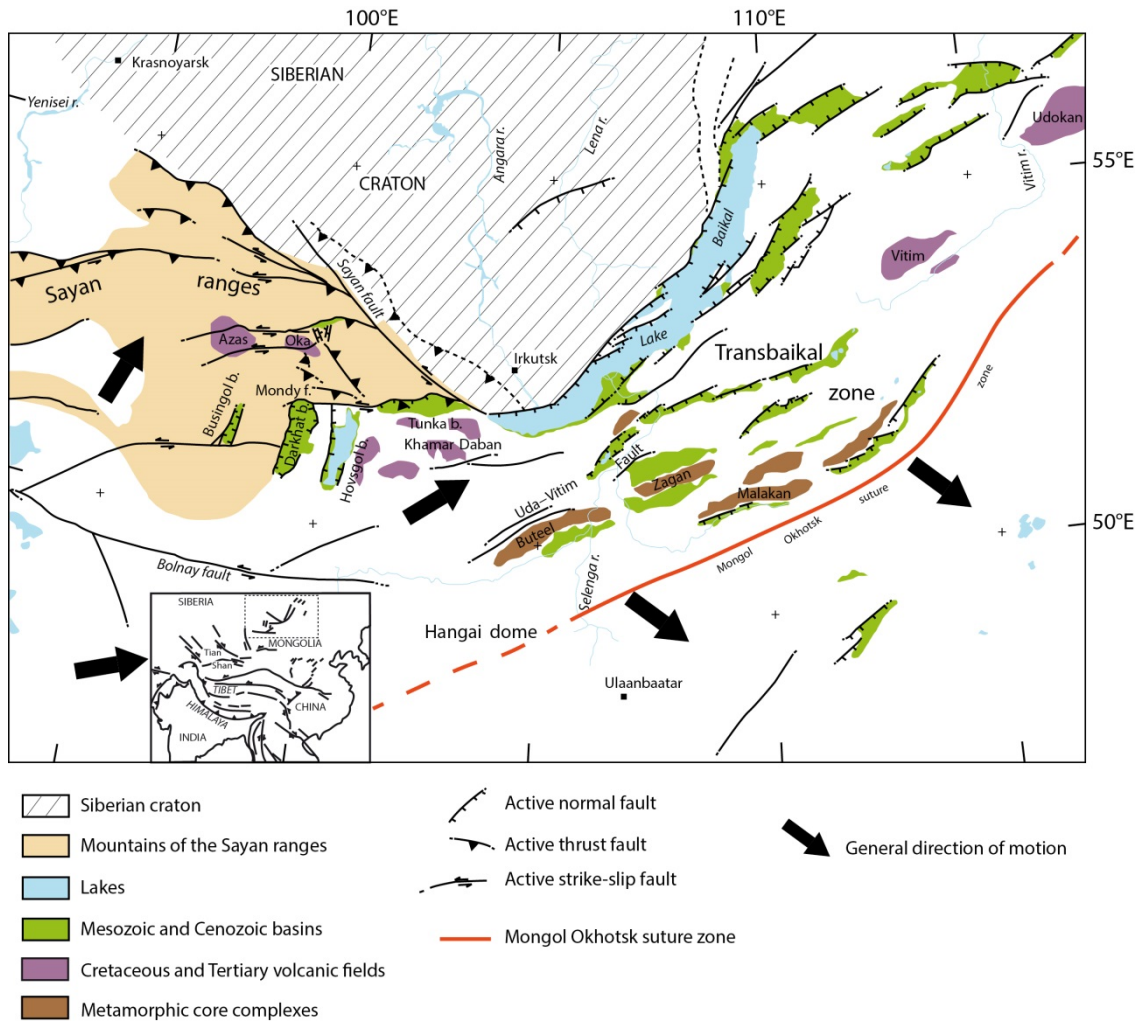 100°E
110°E
Krasnoyarsk
SIBERIAN
Yenisei r.
Angara r.
Lena r.
Udokan
Vitim r.
55°E
CRATON
Baikal
Vitim
Sayan
ranges
Sayan fault
Azas
Oka
Irkutsk
Lake
Transbaikal
zone
zone
Mondy f.
Busingol b.
Darkhat b.
Hovsgol b.
Tunka b.
Khamar Daban
Fault
Uda–Vitim
Zagan
Malakan
Buteel
suture
Okhotsk
Mongol
50°E
Bolnay fault
Selenga r.
Hangai dome
Ulaanbaatar
SIBERIA
MONGOLIA
Tian
Shan
TIBET
CHINA
HIMALAYA
INDIA
Siberian craton
Mountains of the Sayan ranges
Lakes
Mesozoic and Cenozoic basins
Cretaceous and Tertiary volcanic fields
Metamorphic core complexes
Active normal fault
Active thrust fault
Active strike-slip fault
Mongol Okhotsk suture zone
General direction of motion